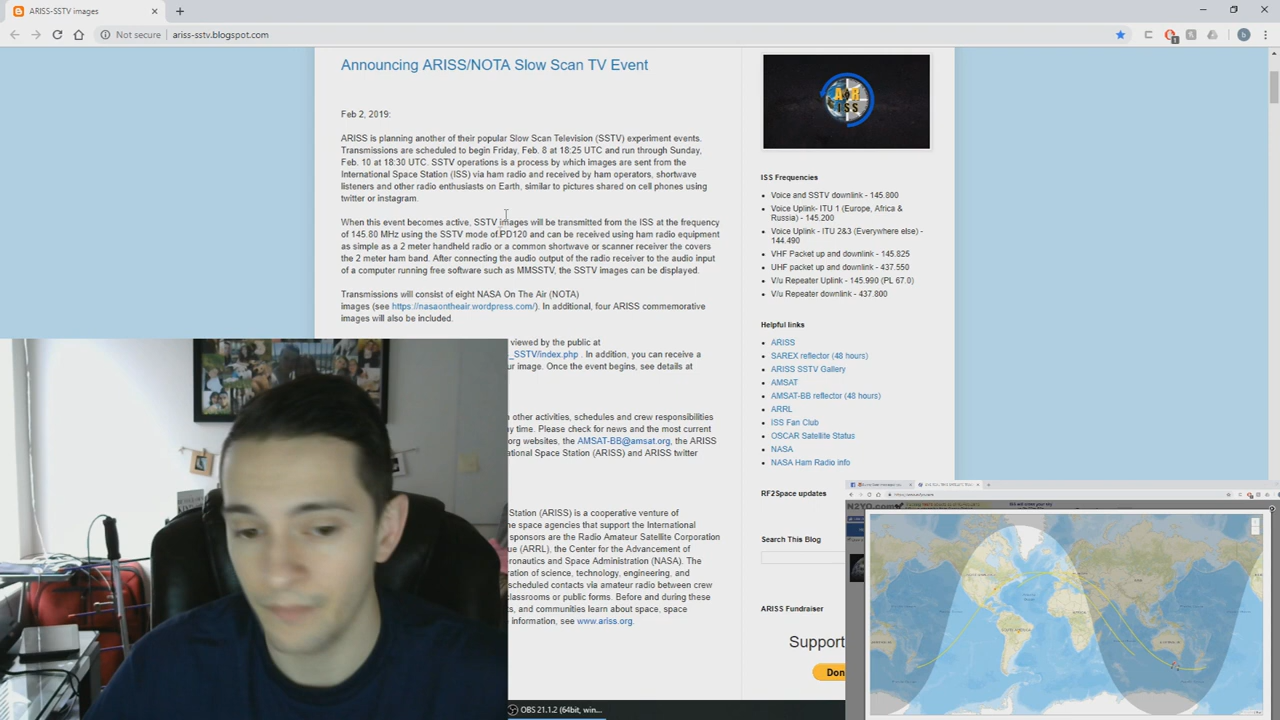 ARISS-SSTV images
Not secure
ariss-sstv.blogspot.com
Announcing ARISS/NOTA Slow Scan TV Event
Feb 2, 2019:
ARISS is planning another of their popular Slow Scan Television (SSTV) experiment events.
Transmissions are scheduled to begin Friday, Feb. 8 at 18:25 UTC and run through Sunday,
Feb. 10 at 18:30 UTC. SSTV operations is a process by which images are sent from the
International Space Station (ISS) via ham radio and received by ham operators, shortwave
listeners and other radio enthusiasts on Earth, similar to pictures shared on cell phones using
twitter or instagram.
When this event becomes active, SSTV images will be transmitted from the ISS at the frequency
of 145.80 MHz using the SSTV mode of PD120 and can be received using ham radio equipment
as simple as a 2 meter handheld radio or a common shortwave or scanner receiver the covers
the 2 meter ham band. After connecting the audio output of the radio receiver to the audio input
of a computer running free software such as MMSSTV, the SSTV images can be displayed.
Transmissions will consist of eight NASA On The Air (NOTA)
images (see https://nasaontheair.wordpress.com/). In additional, four ARISS commemorative
images will also be included.
viewed by the public at
_SSTV/index.php . In addition, you can receive a
ur image. Once the event begins, see details at
n other activities, schedules and crew responsibilities
ny time. Please check for news and the most current
org websites, the AMSAT-BB@amsat.org, the ARISS
ational Space Station (ARISS) and ARISS twitter
Station (ARISS) is a cooperative venture of
he space agencies that support the International
sponsors are the Radio Amateur Satellite Corporation
ue (ARRL), the Center for the Advancement of
eronautics and Space Administration (NASA). The
ration of science, technology, engineering, and
scheduled contacts via amateur radio between crew
classrooms or public forms. Before and during these
s, and communities learn about space, space
information, see www.ariss.org.
ARISS
ISS Frequencies
Voice and SSTV downlink - 145.800
Voice Uplink- ITU 1 (Europe, Africa &
Russia) - 145.200
Voice Uplink - ITU 2&3 (Everywhere else) -
144.490
VHF Packet up and downlink - 145.825
UHF packet up and downlink - 437.550
V/u Repeater Uplink - 145.990 (PL 67.0)
V/u Repeater downlink - 437.800
Helpful links
ARISS
SAREX reflector (48 hours)
ARISS SSTV Gallery
AMSAT
AMSAT-BB reflector (48 hours)
ARRL
ISS Fan Club
OSCAR Satellite Status
NASA
NASA Ham Radio info
RF2Space updates
Search This Blog
ARISS Fundraiser
Support
Don
N2YO.com
OBS 21.1.2 (64bit, win...